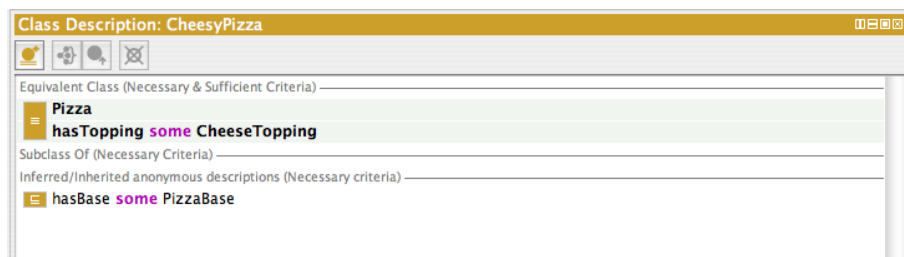 Class Description: CheesyPizza
Equivalent Class (Necessary & Sufficient Criteria)
Pizza
hasTopping some CheeseTopping
Subclass Of (Necessary Criteria)
Inferred/Inherited anonymous descriptions (Necessary criteria)
hasBase some PizzaBase